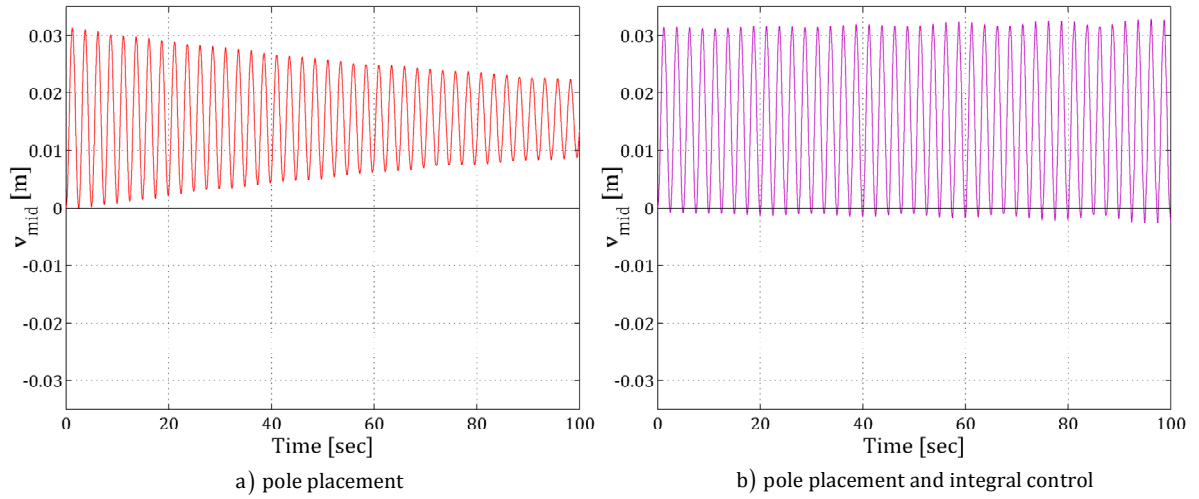 0.03
0.02
0.01
0
-0.01
-0.02
-0.03
v_mid [m]
0 20 40 60 80 100
Time [sec]
a) pole placement
0.03
0.02
0.01
0
-0.01
-0.02
-0.03
v_mid [m]
0 20 40 60 80 100
Time [sec]
b) pole placement and integral control